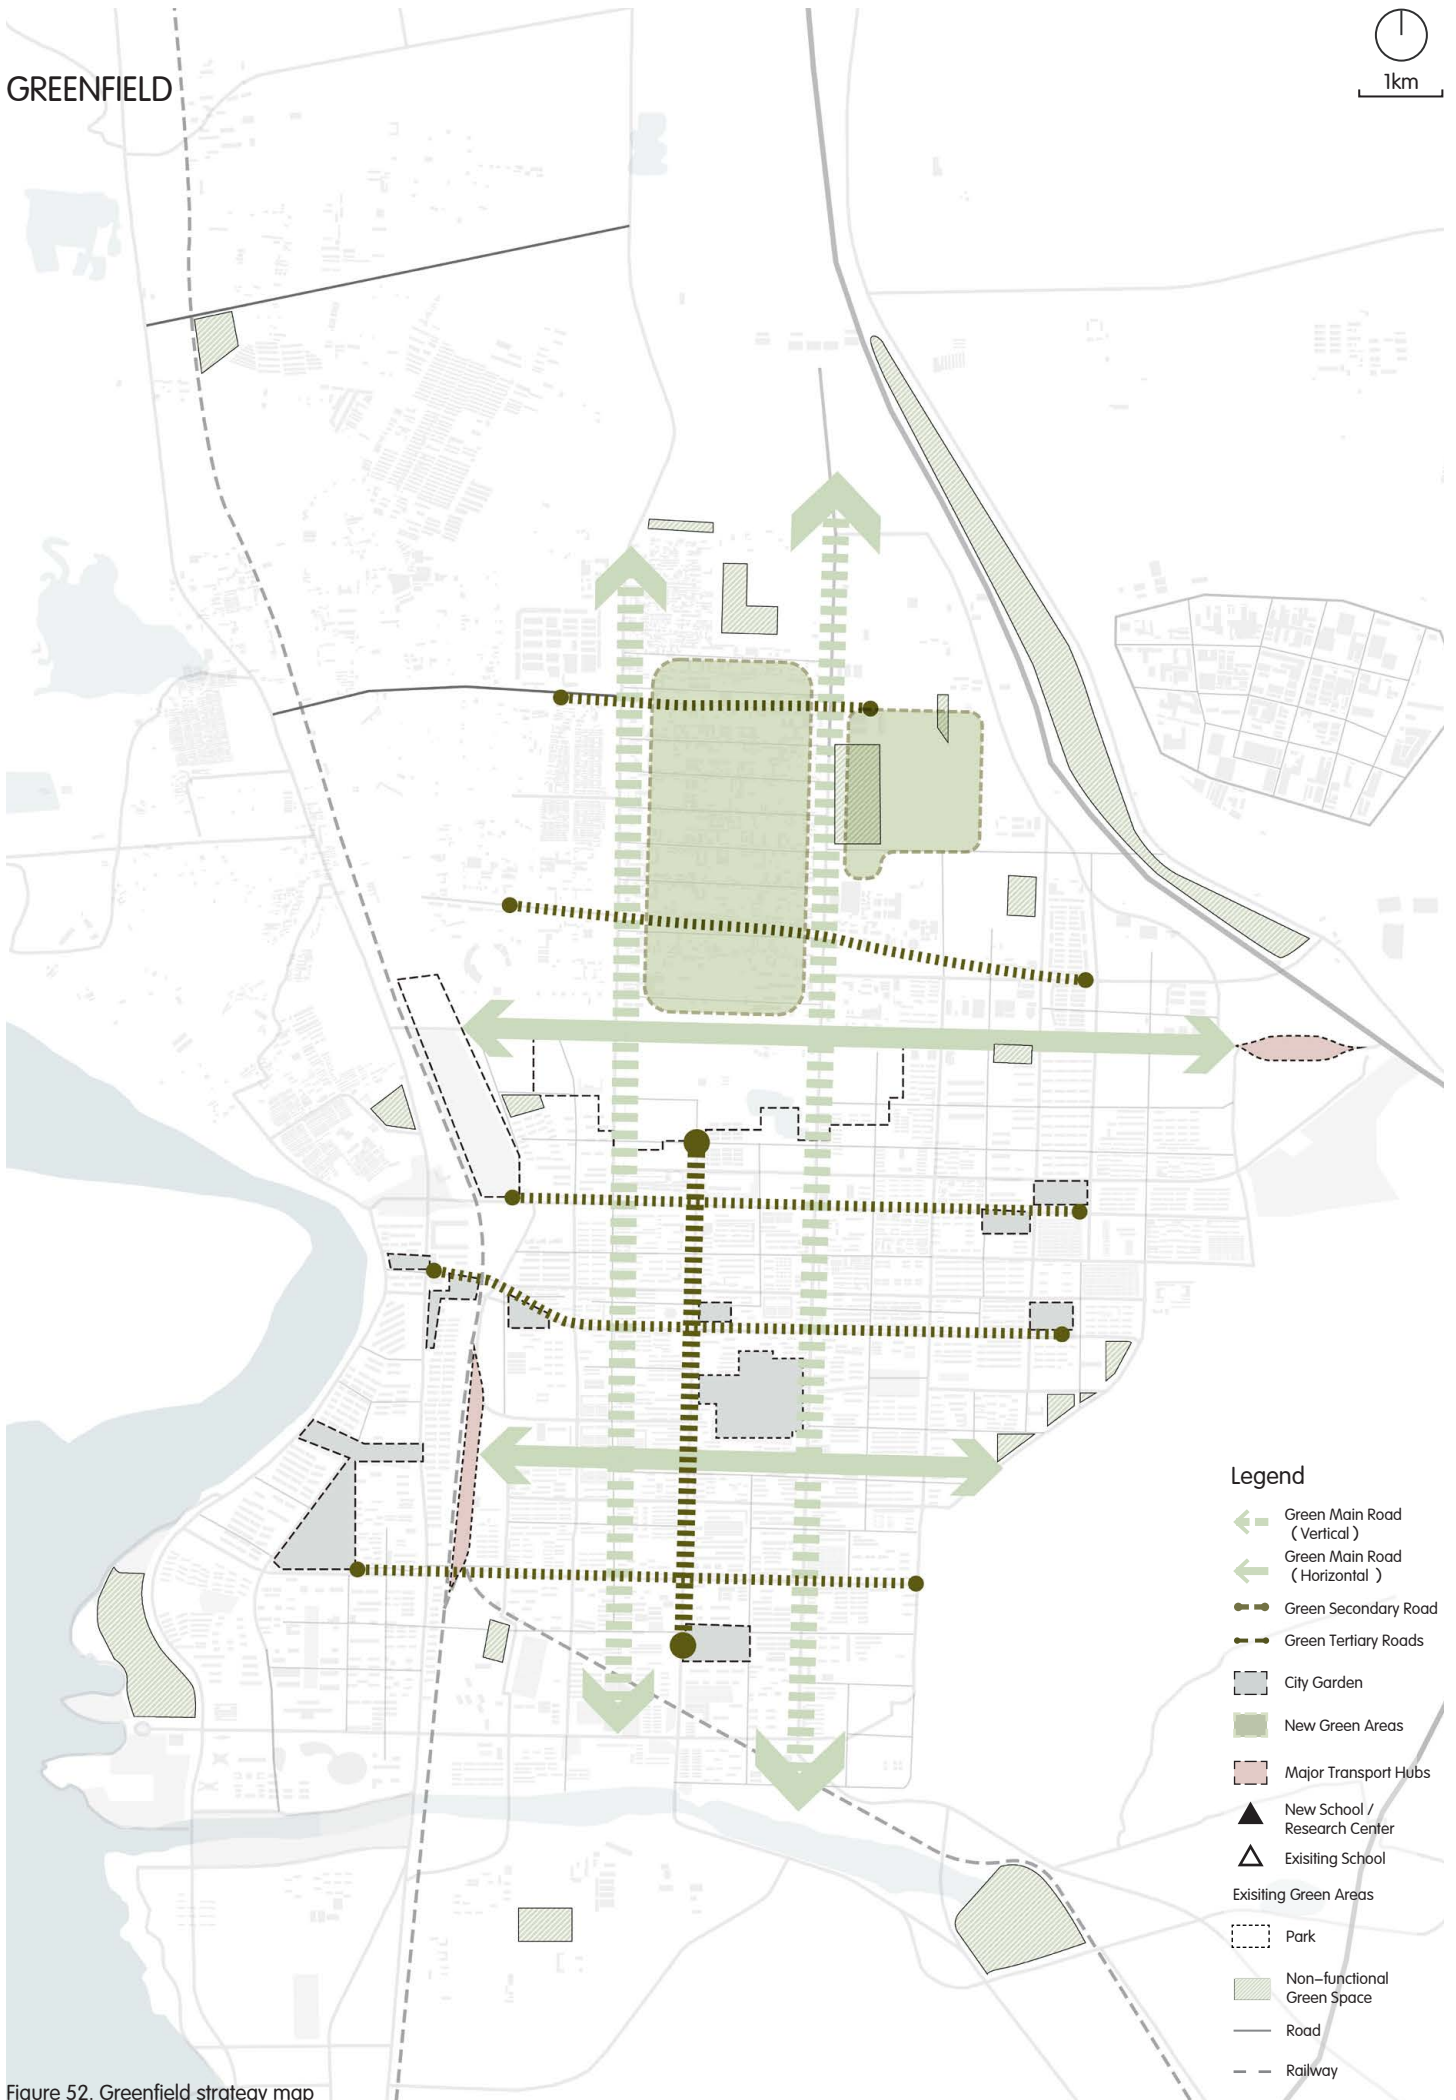 GREENFIELD
1km
Legend
Green Main Road
( Vertical )
Green Main Road
( Horizontal )
Green Secondary Road
Green Tertiary Roads
City Garden
New Green Areas
Major Transport Hubs
New School /
Research Center
Exisiting School
Exisiting Green Areas
Park
Non-functional
Green Space
Road
Railway
Figure 52. Greenfield strategy map